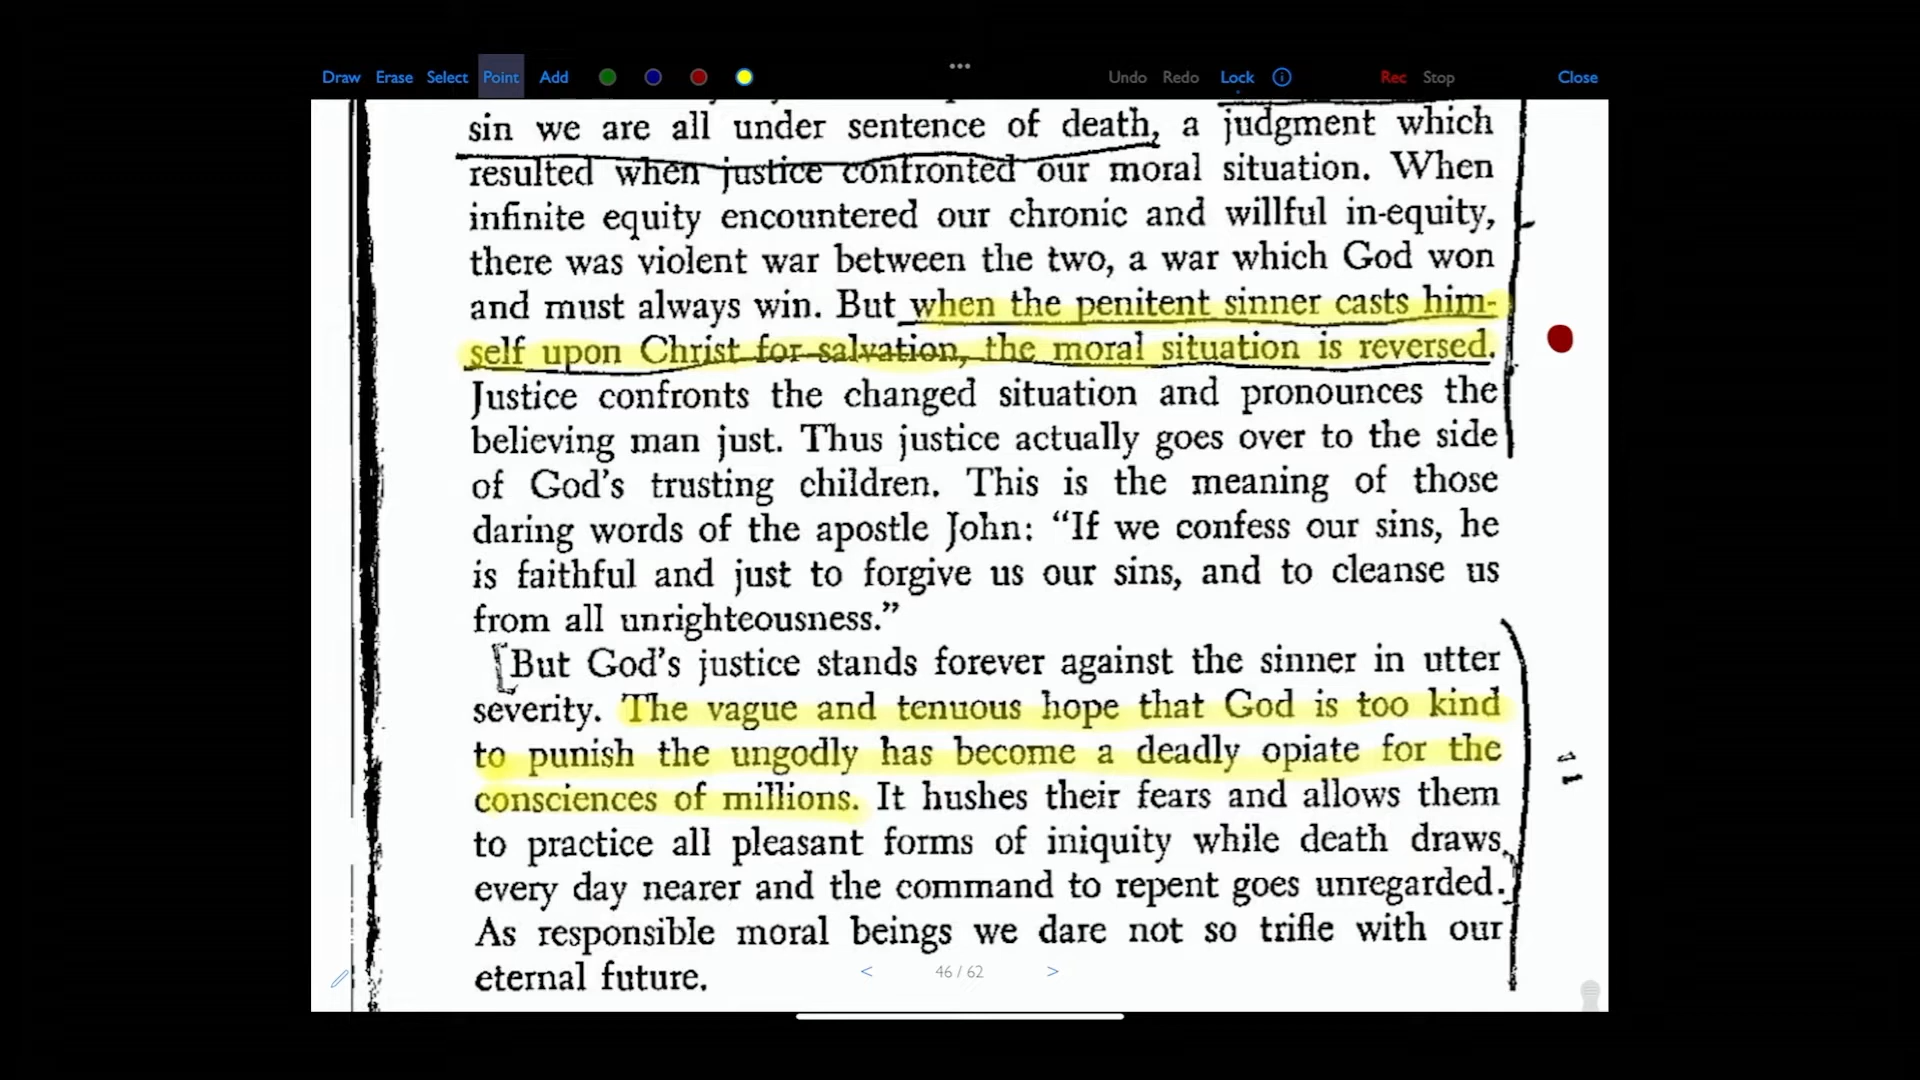 Draw Erase Select Point Add Undo Redo Lock Rec Stop Close
sin we are all under sentence of death, a judgment which
resulted when justice confronted our moral situation. When
infinite equity encountered our chronic and willful in-equity,
there was violent war between the two, a war which God won
and must always win. But when the penitent sinner casts him-
self upon Christ for salvation, the moral situation is reversed.
Justice confronts the changed situation and pronounces the
believing man just. Thus justice actually goes over to the side
of God's trusting children. This is the meaning of those
daring words of the apostle John: “If we confess our sins, he
is faithful and just to forgive us our sins, and to cleanse us
from all unrighteousness.”
[But God's justice stands forever against the sinner in utter
severity. The vague and tenuous hope that God is too kind
to punish the ungodly has become a deadly opiate for the
consciences of millions. It hushes their fears and allows them
to practice all pleasant forms of iniquity while death draws
every day nearer and the command to repent goes unregarded.
As responsible moral beings we dare not so trifle with our
eternal future.
< 46 / 62 >